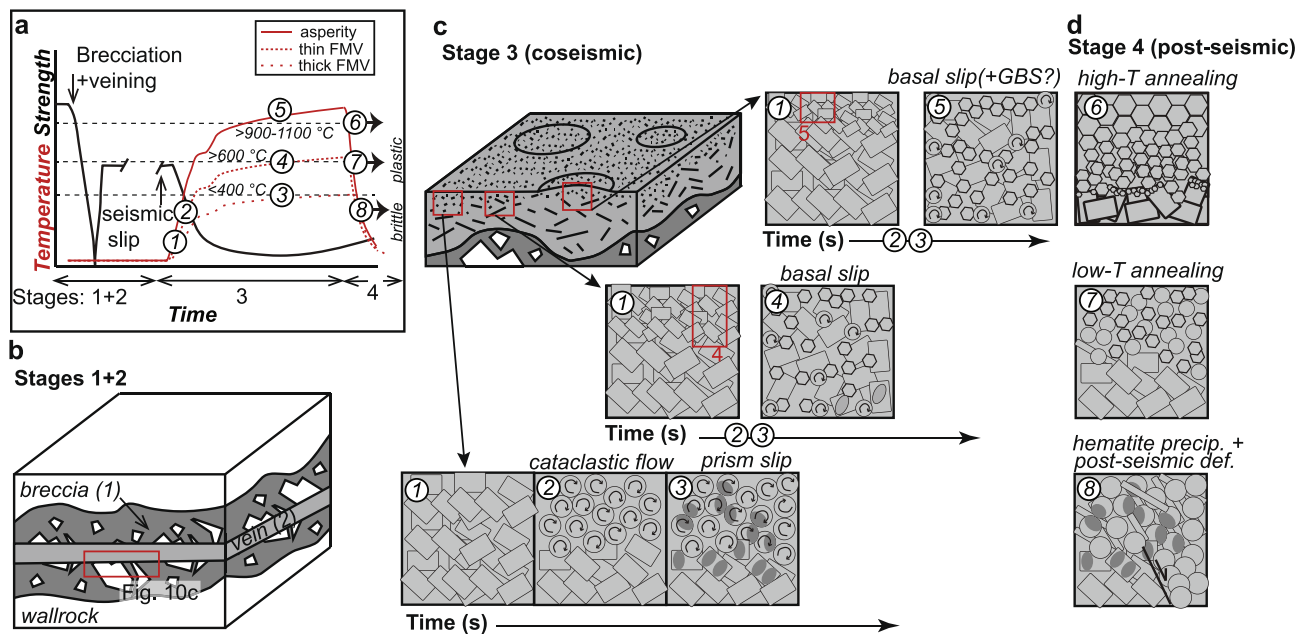 a
Brecciation
+veining
asperity
thin FMV
thick FMV
Temperature Strength
5
>900-1100 °C
6
>600 °C
4
7
<400 °C
3
seismic
slip
2
1
8
plastic
brittle
Stages: 1+2
3
4
Time
b
Stages 1+2
breccia (1)
vein (2)
Fig. 10c
wallrock
c
Stage 3 (coseismic)
basal slip(+GBS?)
1
5
5
Time (s)
2
3
basal slip
1
4
4
Time (s)
2
3
cataclastic flow
prism slip
1
2
3
Time (s)
d
Stage 4 (post-seismic)
high-T annealing
6
low-T annealing
7
hematite precip. +
post-seismic def.
8